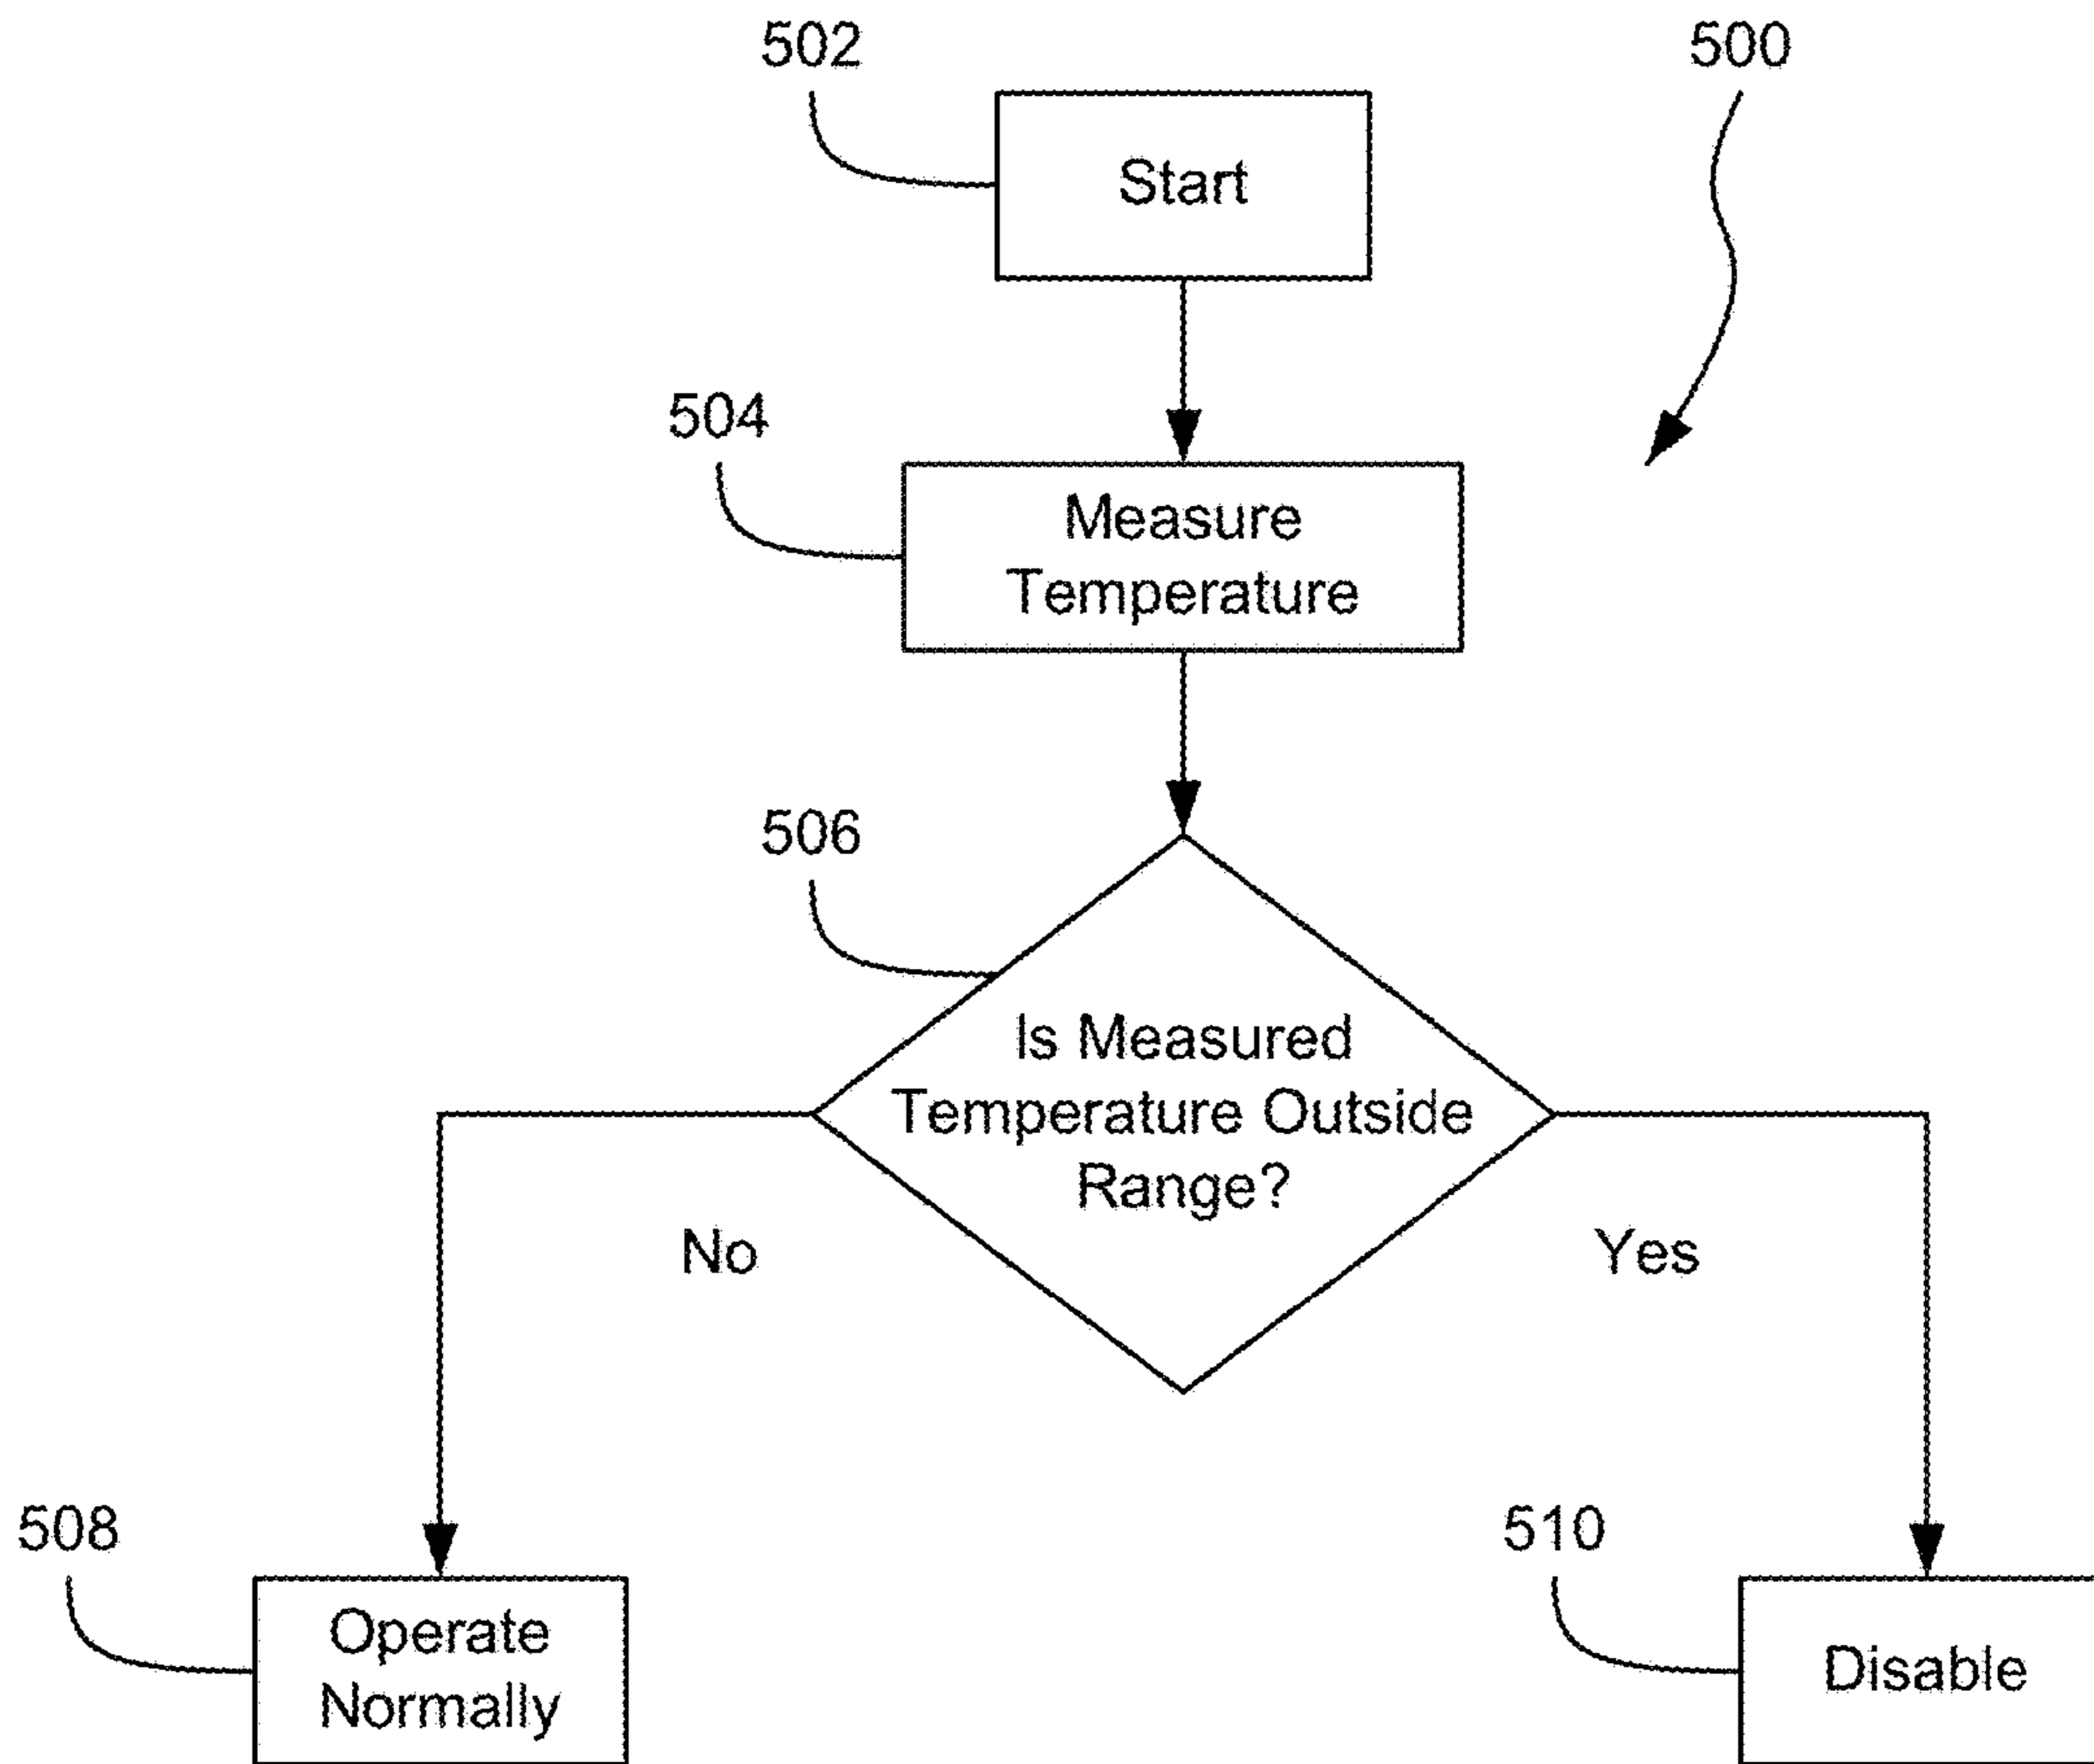 502
500
Start
504
Measure
Temperature
506
Is Measured
Temperature Outside
Range?
No
Yes
508
510
Operate
Normally
Disable